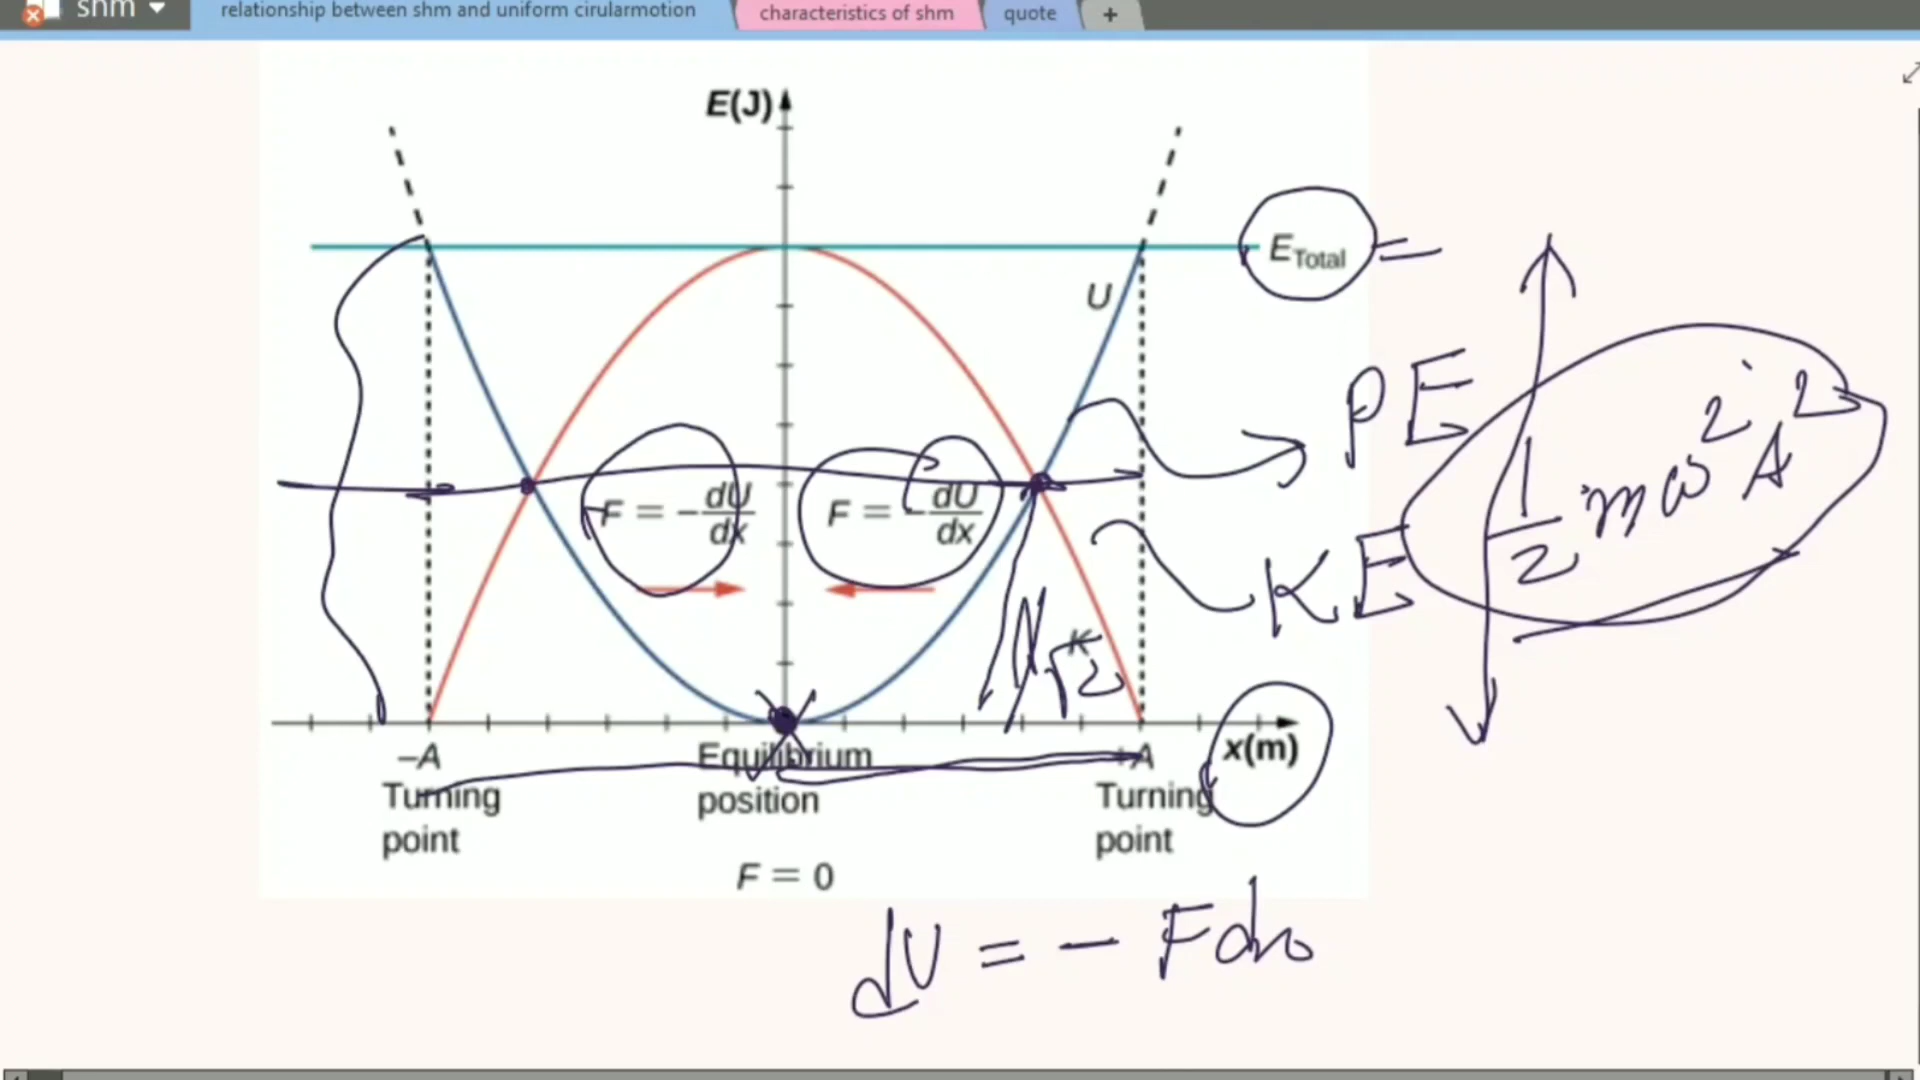 shm
relationship between shm and uniform cirularmotion
characteristics of shm
quote
+
E(J)
E Total =
U
PE
1/2 mω²A²
F = -dU/dx
F = -dU/dx
KE
K
A/√2
-A
Equilibrium
+A
x(m)
Turning
position
Turning
point
point
F = 0
dU = - Fdx